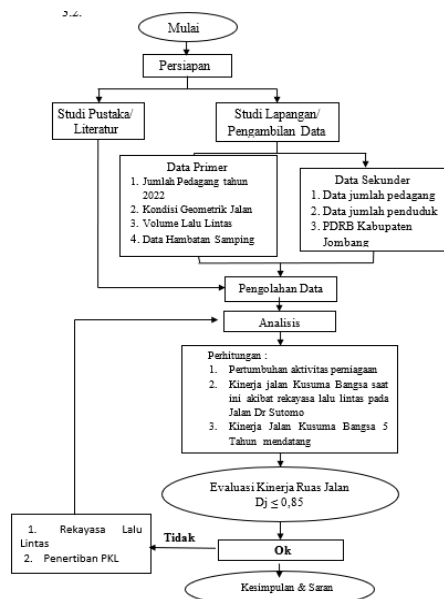 3.2.
Mulai
Persiapan
Studi Pustaka/
Literatur
Studi Lapangan/
Pengambilan Data
Data Primer
1. Jumlah Pedagang tahun
2022
2. Kondisi Geometrik Jalan
3. Volume Lalu Lintas
4. Data Hambatan Samping
Data Sekunder
1. Data jumlah pedagang
2. Data jumlah penduduk
3. PDRB Kabupaten
Jombang
Pengolahan Data
Analisis
Perhitungan :
1. Pertumbuhan aktivitas perniagaan
2. Kinerja jalan Kusuma Bangsa saat
ini akibat rekayasa lalu lintas pada
Jalan Dr Sutomo
3. Kinerja Jalan Kusuma Bangsa 5
Tahun mendatang
Evaluasi Kinerja Ruas Jalan
Dj ≤ 0,85
1. Rekayasa Lalu
Lintas
2. Penertiban PKL
Tidak
Ok
Kesimpulan & Saran